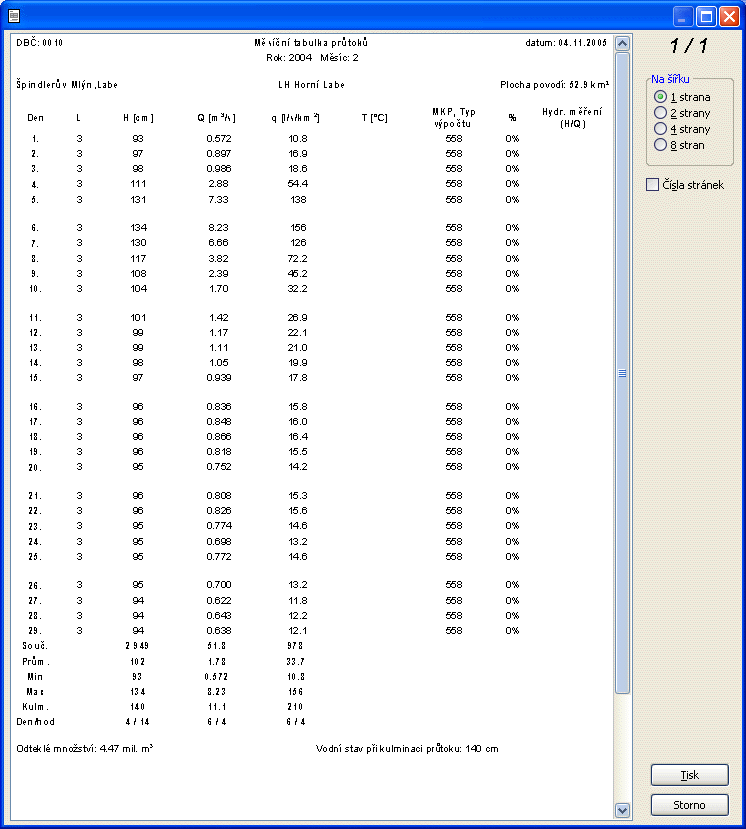 DBČ: 0010 Měsíční tabulka průtoků datum: 04.11.2005
Rok: 2004 Měsíc: 2
Špindlerův Mlýn,Labe LH Horní Labe Plocha povodí: 52.9 km²
Den L H [cm] Q [m³/s] q [l/s/km²] T [°C] MKP, Typ výpočtu % Hydr. měření (H/Q)
1. 3 93 0.572 10.8 558 0%
2. 3 97 0.897 16.9 558 0%
3. 3 98 0.986 18.6 558 0%
4. 3 111 2.88 54.4 558 0%
5. 3 131 7.33 138 558 0%
6. 3 134 8.23 156 558 0%
7. 3 130 6.66 126 558 0%
8. 3 117 3.82 72.2 558 0%
9. 3 108 2.39 45.2 558 0%
10. 3 104 1.70 32.2 558 0%
11. 3 101 1.42 26.9 558 0%
12. 3 99 1.17 22.1 558 0%
13. 3 99 1.11 21.0 558 0%
14. 3 98 1.05 19.9 558 0%
15. 3 97 0.939 17.8 558 0%
16. 3 96 0.836 15.8 558 0%
17. 3 96 0.848 16.0 558 0%
18. 3 96 0.866 16.4 558 0%
19. 3 96 0.818 15.5 558 0%
20. 3 95 0.752 14.2 558 0%
21. 3 96 0.808 15.3 558 0%
22. 3 96 0.826 15.6 558 0%
23. 3 95 0.774 14.6 558 0%
24. 3 95 0.698 13.2 558 0%
25. 3 95 0.772 14.6 558 0%
26. 3 95 0.700 13.2 558 0%
27. 3 94 0.622 11.8 558 0%
28. 3 94 0.643 12.2 558 0%
29. 3 94 0.638 12.1 558 0%
Souč. 2 949 51.8 978
Prům. 102 1.78 33.7
Min 93 0.572 10.8
Max 134 8.23 156
Kulm. 140 11.1 210
Den/hod 4 / 14 6 / 4 6 / 4
Odteklé množství: 4.47 mil. m³ Vodní stav při kulminaci průtoku: 140 cm
1 / 1
Na šířku
1 strana
2 strany
4 strany
8 stran
Čísla stránek
Tisk
Storno